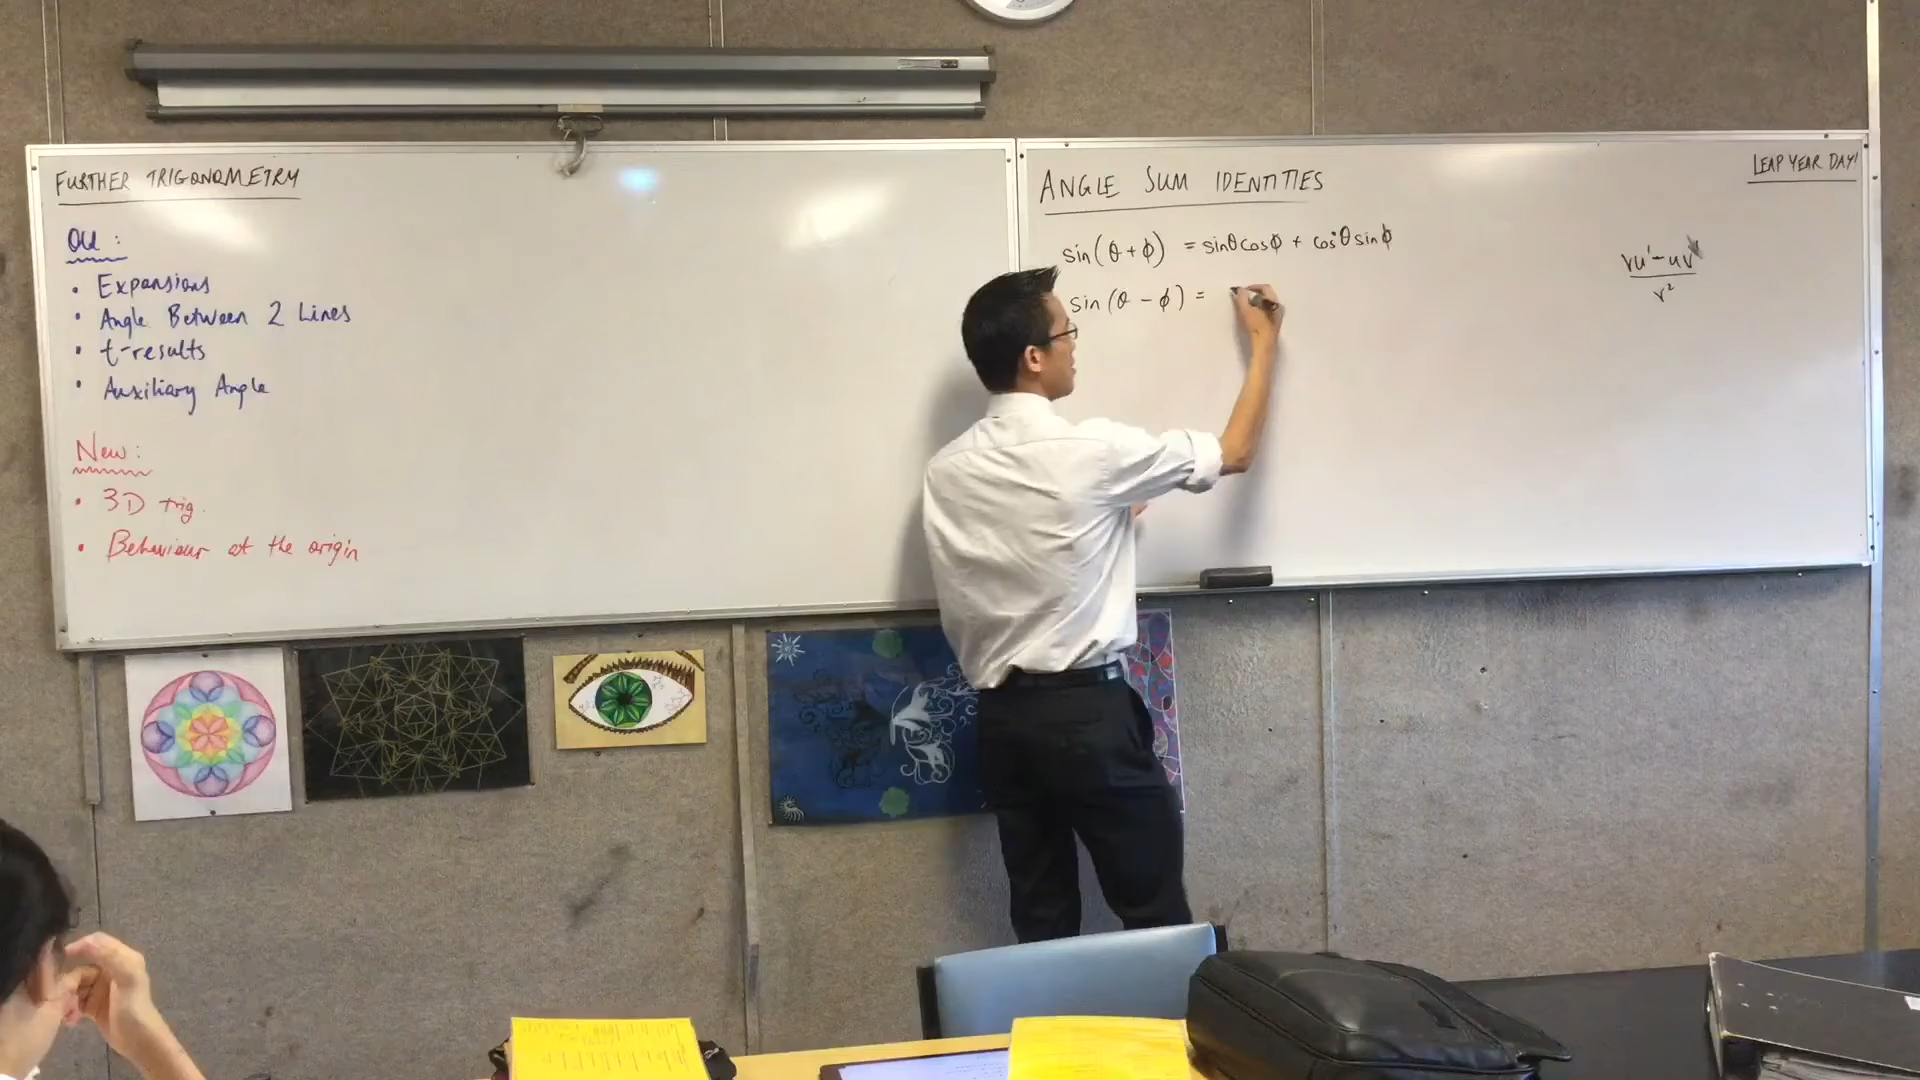 FURTHER TRIGONOMETRY
Old:
• Expansions
• Angle Between 2 Lines
• t-results
• Auxiliary Angle
New:
• 3D trig.
• Behaviour at the origin
ANGLE SUM IDENTITIES
LEAP YEAR DAY!
sin(θ+ϕ) = sinθcosϕ + cosθsinϕ
sin(θ-ϕ) =
vu'-uv'
v²